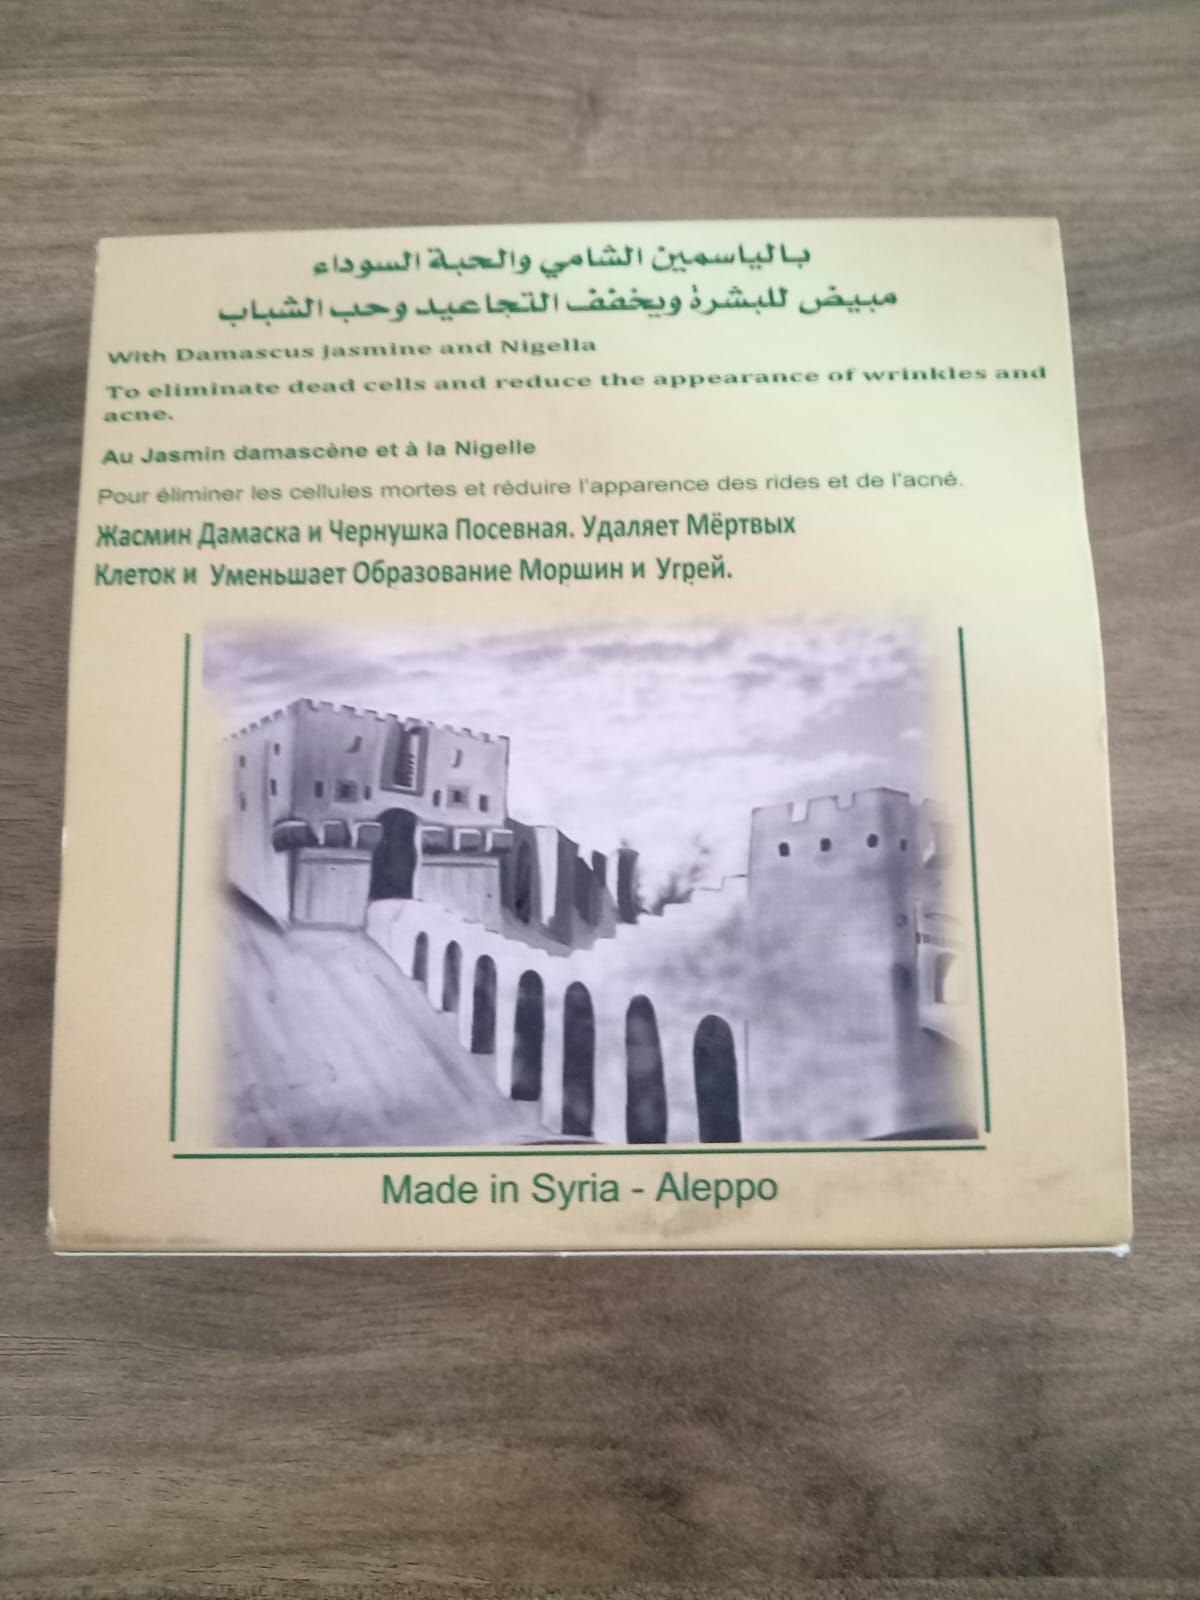 بالياسمين الشامي والحبة السوداء
مبيض للبشرة ويخفف التجاعيد وحب الشباب
With Damascus Jasmine and Nigella
To eliminate dead cells and reduce the appearance of wrinkles and
acne.
Au Jasmin damascène et à la Nigelle
Pour éliminer les cellules mortes et réduire l'apparence des rides et de l'acné.
Жасмин Дамаска и Чернушка Посевная. Удаляет Мёртвых
Клеток и Уменьшает Образование Моршин и Угрей.
Made in Syria - Aleppo